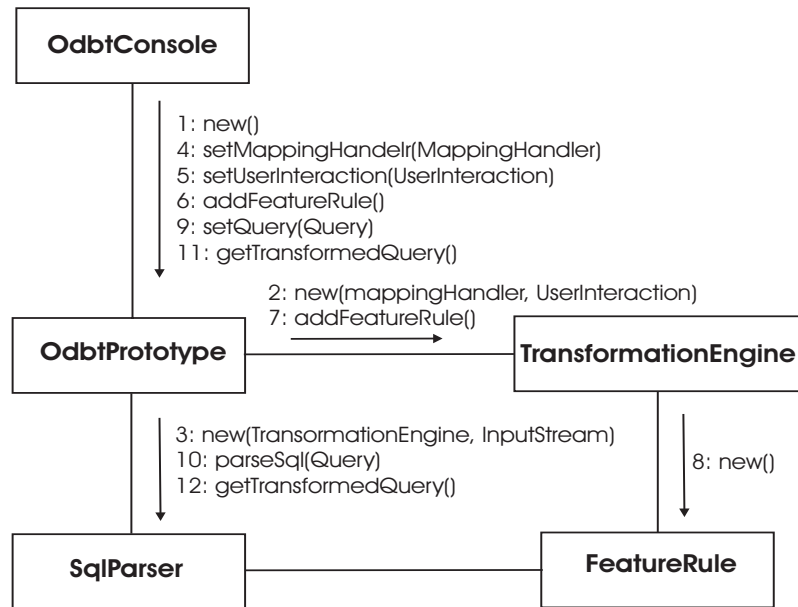 OdbtConsole
1: new()
4: setMappingHandelr(MappingHandler)
5: setUserInteraction(UserInteraction)
6: addFeatureRule()
9: setQuery(Query)
11: getTransformedQuery()
2: new(mappingHandler, UserInteraction)
7: addFeatureRule()
OdbtPrototype
TransformationEngine
3: new(TransormationEngine, InputStream)
10: parseSql(Query)
12: getTransformedQuery()
8: new()
SqlParser
FeatureRule